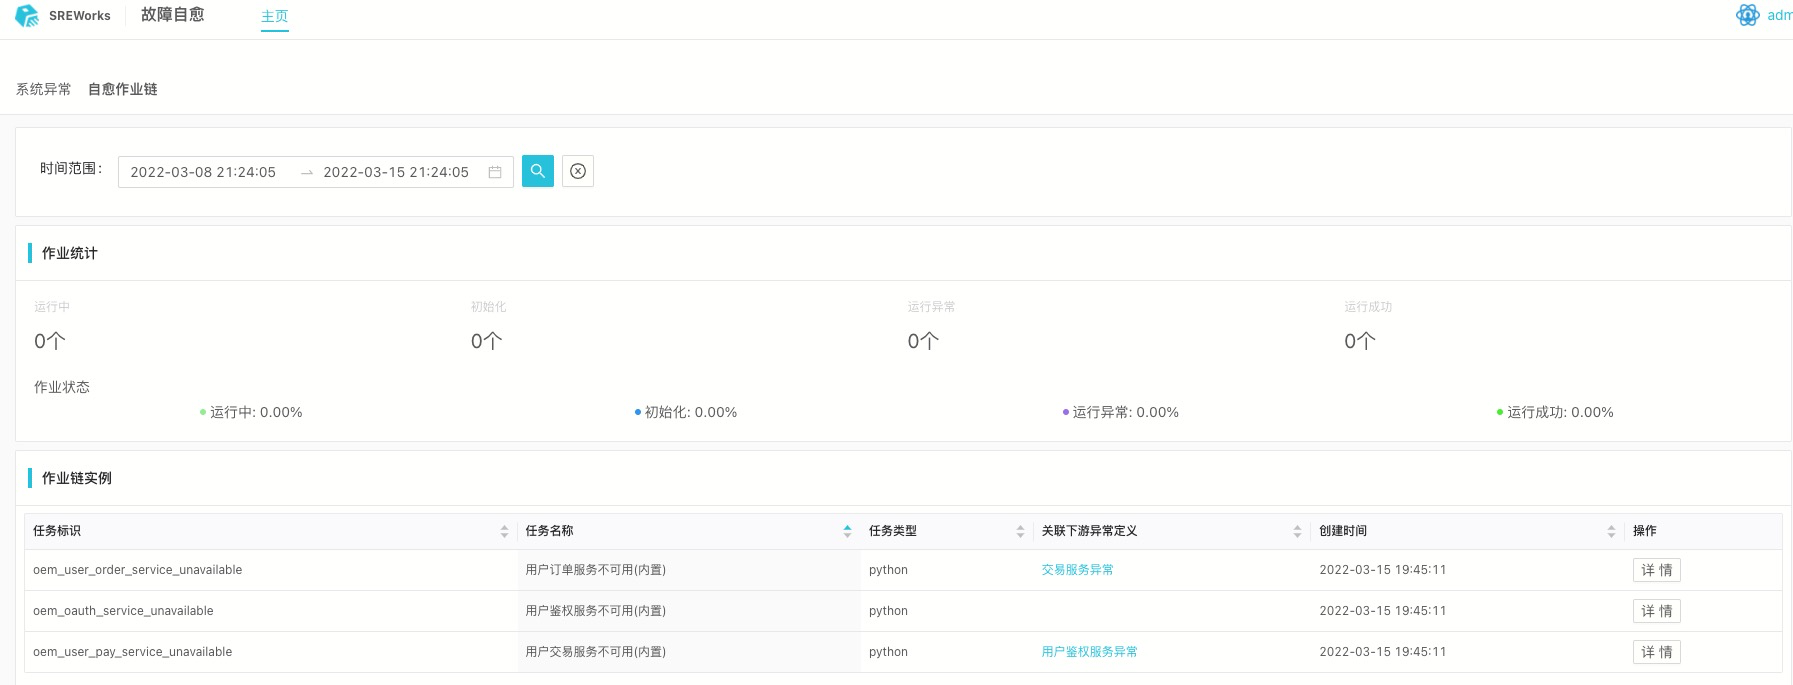 SREWorks 故障自愈 主页 adm
系统异常 自愈作业链
时间范围： 2022-03-08 21:24:05 → 2022-03-15 21:24:05
作业统计
运行中 初始化 运行异常 运行成功
0个 0个 0个 0个
作业状态
运行中: 0.00% 初始化: 0.00% 运行异常: 0.00% 运行成功: 0.00%
作业链实例
任务标识 任务名称 任务类型 关联下游异常定义 创建时间 操作
oem_user_order_service_unavailable 用户订单服务不可用(内置) python 交易服务异常 2022-03-15 19:45:11 详 情
oem_oauth_service_unavailable 用户鉴权服务不可用(内置) python 2022-03-15 19:45:11 详 情
oem_user_pay_service_unavailable 用户交易服务不可用(内置) python 用户鉴权服务异常 2022-03-15 19:45:11 详 情